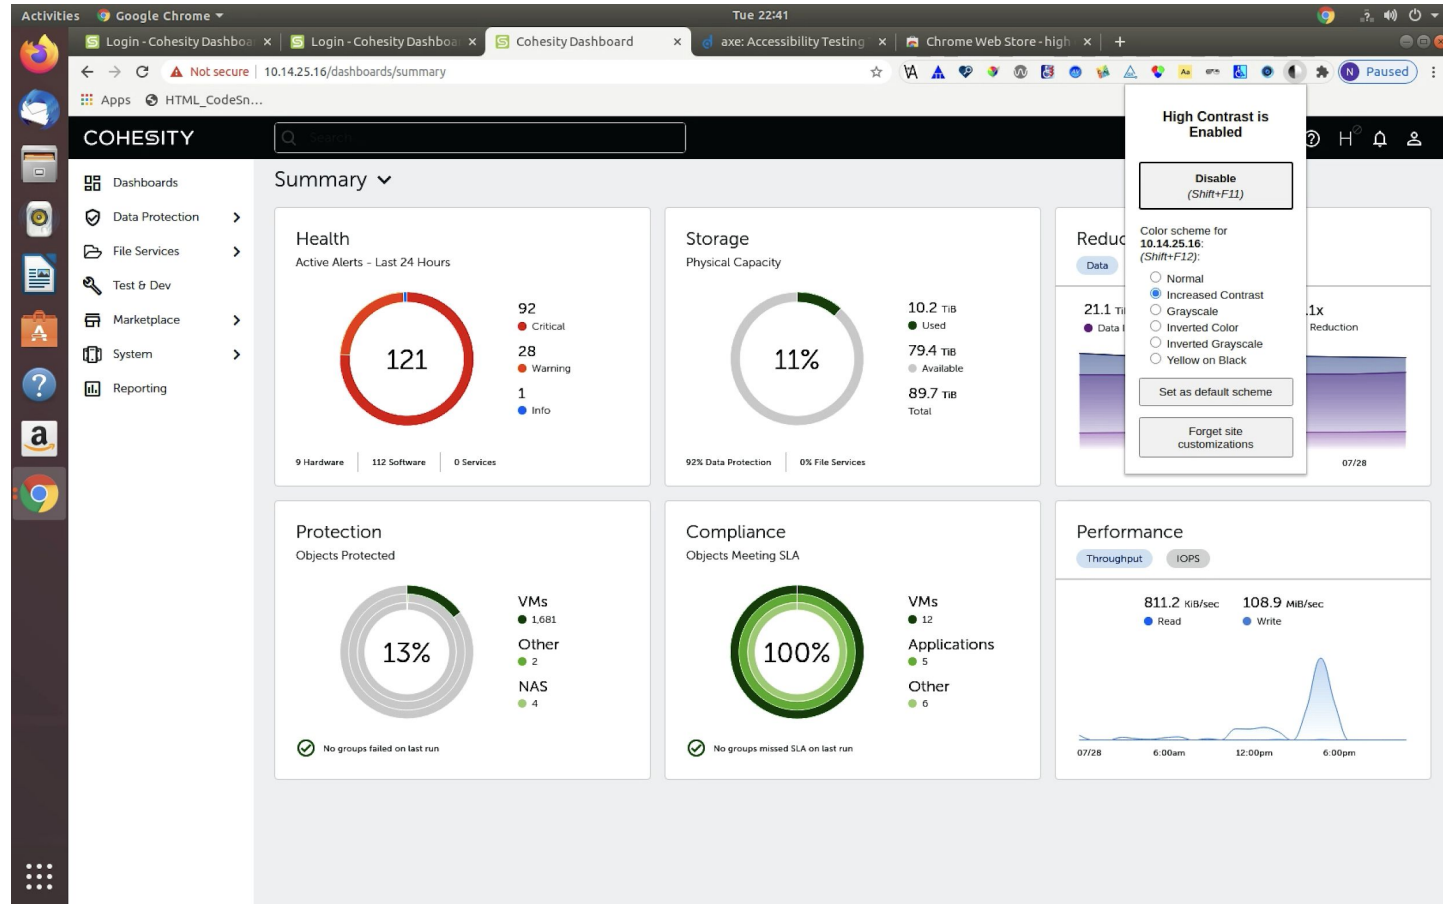 Activities Google Chrome Tue 22:41
Login - Cohesity Dashboa Login - Cohesity Dashboa Cohesity Dashboard axe: Accessibility Testing Chrome Web Store - high
Not secure 10.14.25.16/dashboards/summary Paused
Apps HTML_CodeSn...
COHESITY Search
Dashboards
Data Protection
File Services
Test & Dev
Marketplace
System
Reporting
Summary
Health
Active Alerts - Last 24 Hours
121
92
Critical
28
Warning
1
Info
9 Hardware 112 Software 0 Services
Storage
Physical Capacity
11%
10.2 TiB
Used
79.4 TiB
Available
89.7 TiB
Total
92% Data Protection 0% File Services
Data
21.1
Reduction
07/28
High Contrast is
Enabled
Disable
(Shift+F11)
Color scheme for
10.14.25.16:
(Shift+F12):
Normal
Increased Contrast
Grayscale
Inverted Color
Inverted Grayscale
Yellow on Black
Set as default scheme
Forget site
customizations
Protection
Objects Protected
13%
VMs
1,681
Other
2
NAS
4
No groups failed on last run
Compliance
Objects Meeting SLA
100%
VMs
12
Applications
5
Other
6
No groups missed SLA on last run
Performance
Throughput IOPS
811.2 KiB/sec 108.9 MiB/sec
Read Write
07/28 6:00am 12:00pm 6:00pm